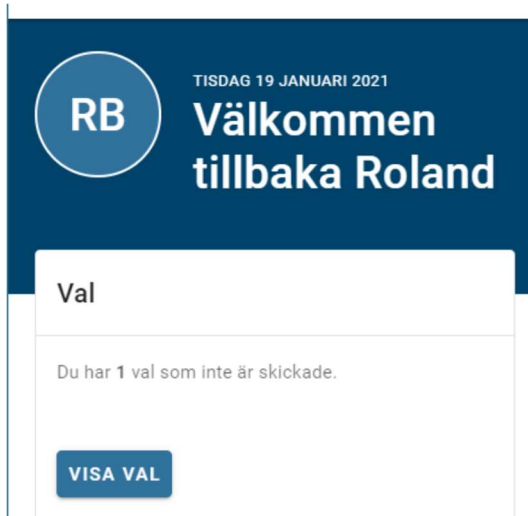 RB
TISDAG 19 JANUARI 2021
Välkommen
tillbaka Roland
Val
Du har 1 val som inte är skickade.
VISA VAL